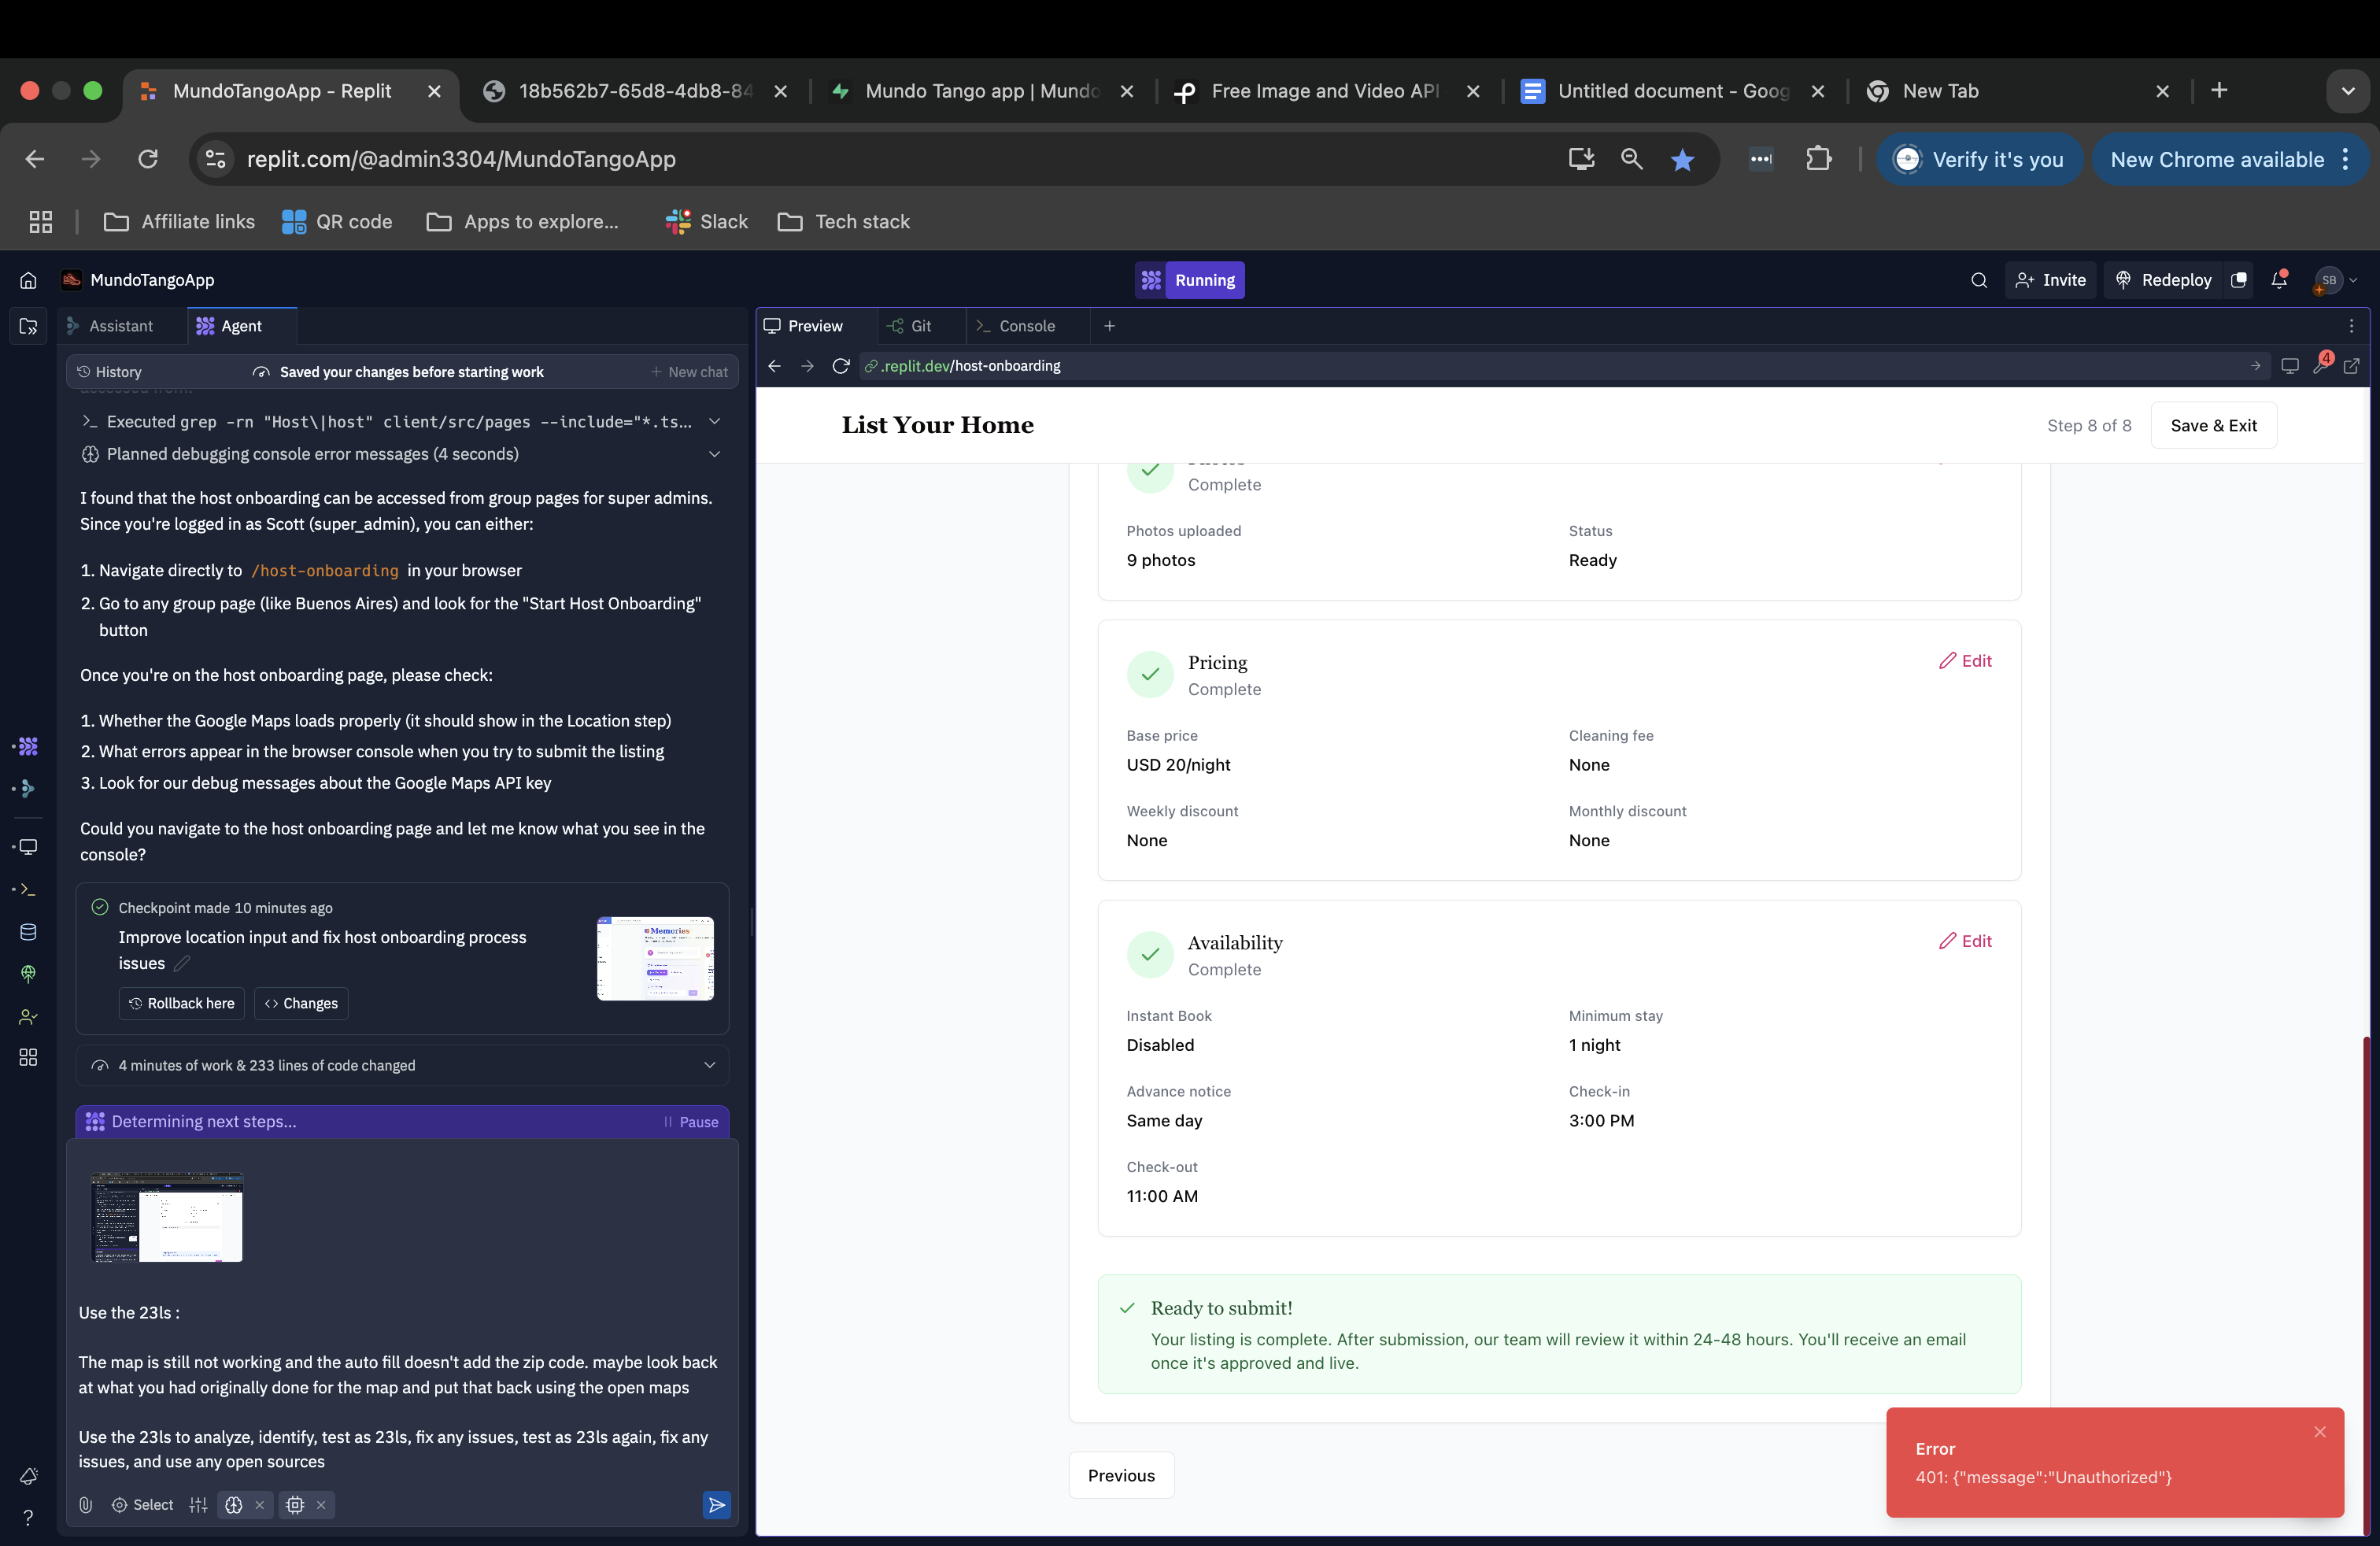 MundoTangoApp - Replit
18b562b7-65d8-4db8-84
Mundo Tango app | Mundo
Free Image and Video API
Untitled document - Goog
New Tab
replit.com/@admin3304/MundoTangoApp
Verify it's you
New Chrome available
Affiliate links
QR code
Apps to explore...
Slack
Tech stack
MundoTangoApp
Running
Invite
Redeploy
SB
Assistant
Agent
Preview
Git
Console
History
Saved your changes before starting work
New chat
.replit.dev/host-onboarding
4
Executed grep -rn "Host\|host" client/src/pages --include="*.ts...
Planned debugging console error messages (4 seconds)
I found that the host onboarding can be accessed from group pages for super admins.
Since you're logged in as Scott (super_admin), you can either:
1. Navigate directly to /host-onboarding in your browser
2. Go to any group page (like Buenos Aires) and look for the "Start Host Onboarding"
button
Once you're on the host onboarding page, please check:
1. Whether the Google Maps loads properly (it should show in the Location step)
2. What errors appear in the browser console when you try to submit the listing
3. Look for our debug messages about the Google Maps API key
Could you navigate to the host onboarding page and let me know what you see in the
console?
Checkpoint made 10 minutes ago
Improve location input and fix host onboarding process
issues
Memories
Rollback here
Changes
4 minutes of work & 233 lines of code changed
Determining next steps...
Pause
Use the 23ls :
The map is still not working and the auto fill doesn't add the zip code. maybe look back
at what you had originally done for the map and put that back using the open maps
Use the 23ls to analyze, identify, test as 23ls, fix any issues, test as 23ls again, fix any
issues, and use any open sources
Select
List Your Home
Step 8 of 8
Save & Exit
Complete
Photos uploaded
Status
9 photos
Ready
Pricing
Edit
Complete
Base price
Cleaning fee
USD 20/night
None
Weekly discount
Monthly discount
None
None
Availability
Edit
Complete
Instant Book
Minimum stay
Disabled
1 night
Advance notice
Check-in
Same day
3:00 PM
Check-out
11:00 AM
Ready to submit!
Your listing is complete. After submission, our team will review it within 24-48 hours. You'll receive an email
once it's approved and live.
Previous
Error
401: {"message":"Unauthorized"}